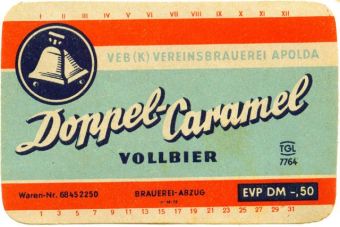 I II III IV V VI VII VIII IX X XI XII
VEB (K) VEREINSBRAUEREI APOLDA
Doppel-Caramel
VOLLBIER
TGL
7764
Waren-Nr. 68452250
BRAUEREI-ABZUG
EVP DM -,50
1 3 5 7 9 11 13 15 17 19 21 23 25 27 29 31